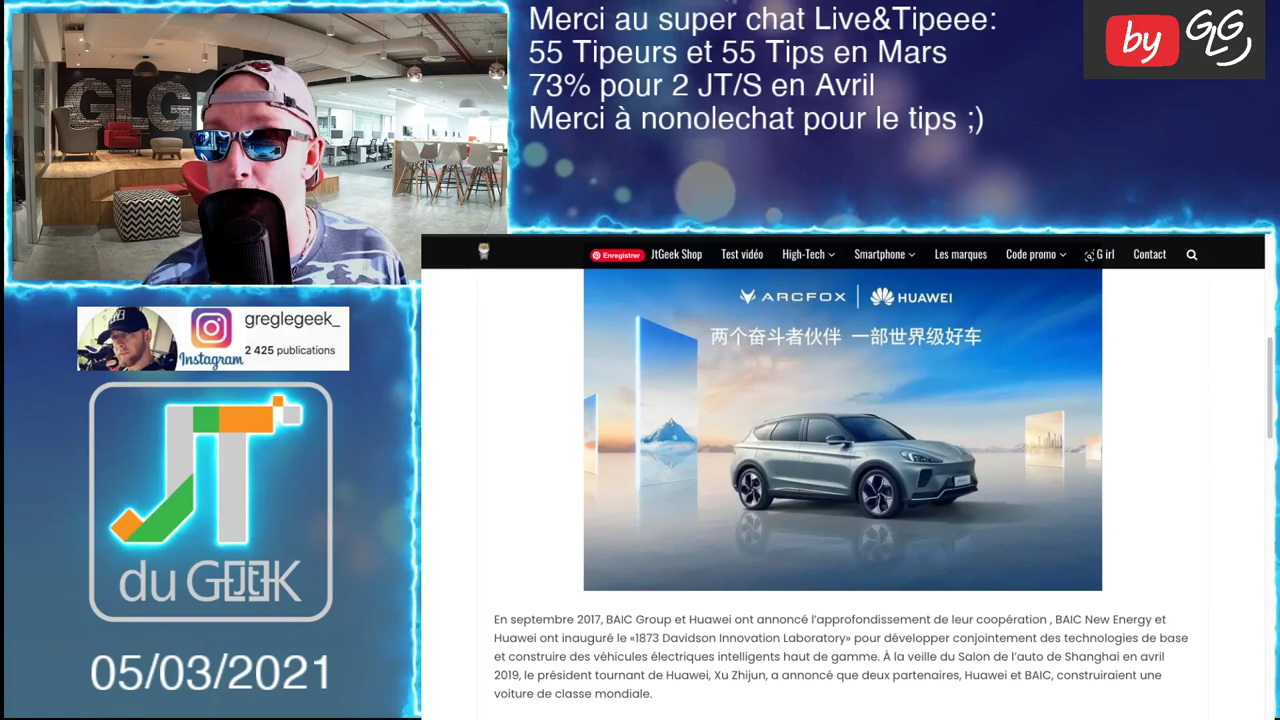 Merci au super chat Live&Tipeee:
55 Tipeurs et 55 Tips en Mars
73% pour 2 JT/S en Avril
Merci à nonolechat pour le tips ;)
by GLG
GLG
greglegeek_
2 425 publications
Instagram
JT
du GEEK
05/03/2021
Enregistrer JtGeek Shop Test vidéo High-Tech Smartphone Les marques Code promo G irl Contact
ARCFOX | HUAWEI
两个奋斗者伙伴 一部世界级好车
En septembre 2017, BAIC Group et Huawei ont annoncé l'approfondissement de leur coopération , BAIC New Energy et
Huawei ont inauguré le «1873 Davidson Innovation Laboratory» pour développer conjointement des technologies de base
et construire des véhicules électriques intelligents haut de gamme. À la veille du Salon de l'auto de Shanghai en avril
2019, le président tournant de Huawei, Xu Zhijun, a annoncé que deux partenaires, Huawei et BAIC, construiraient une
voiture de classe mondiale.